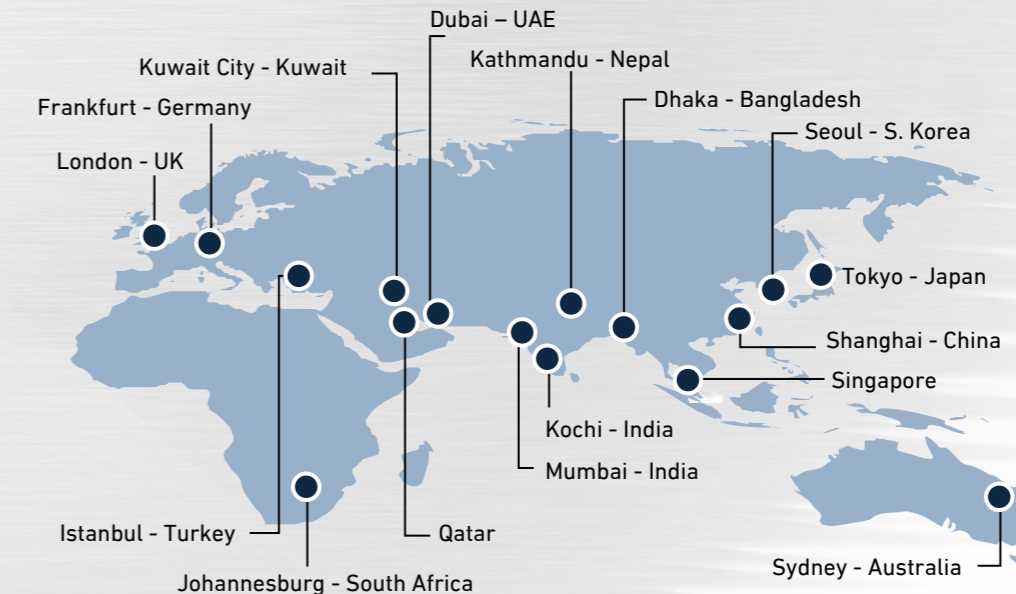 Dubai – UAE
Kathmandu - Nepal
Kuwait City - Kuwait
Dhaka - Bangladesh
Frankfurt - Germany
Seoul - S. Korea
London - UK
Tokyo - Japan
Shanghai - China
Singapore
Kochi - India
Mumbai - India
Istanbul - Turkey
Qatar
Sydney - Australia
Johannesburg - South Africa